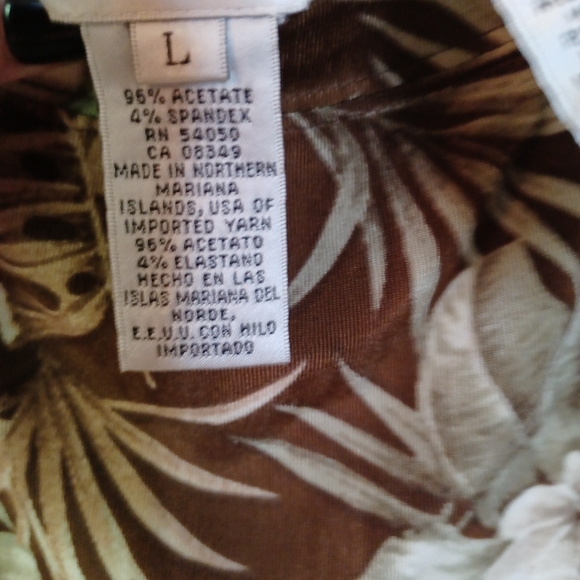 L
96% ACETATE
4% SPANDEX
RN 54050
CA 08349
MADE IN NORTHERN
MARIANA
ISLANDS, USA OF
IMPORTED YARN
96% ACETATO
4% ELASTANO
HECHO EN LAS
ISLAS MARIANA DEL
NORDE,
E.E.U.U. CON HILO
IMPORTADO